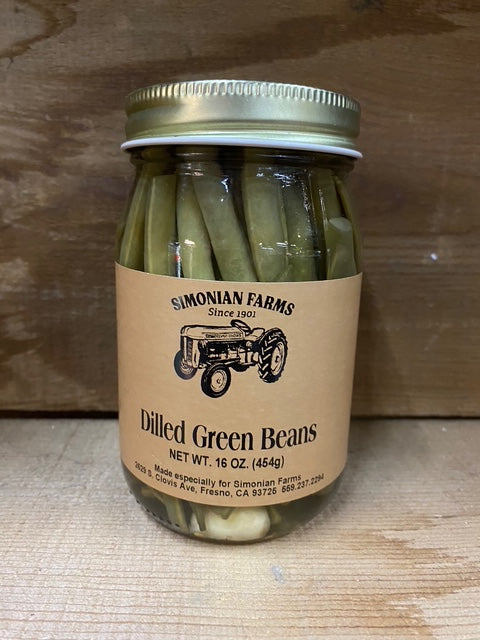 SIMONIAN FARMS
Since 1901
Dilled Green Beans
NET WT. 16 OZ. (454g)
Made especially for Simonian Farms
2629 S. Clovis Ave, Fresno, CA 93725 559.237.2294